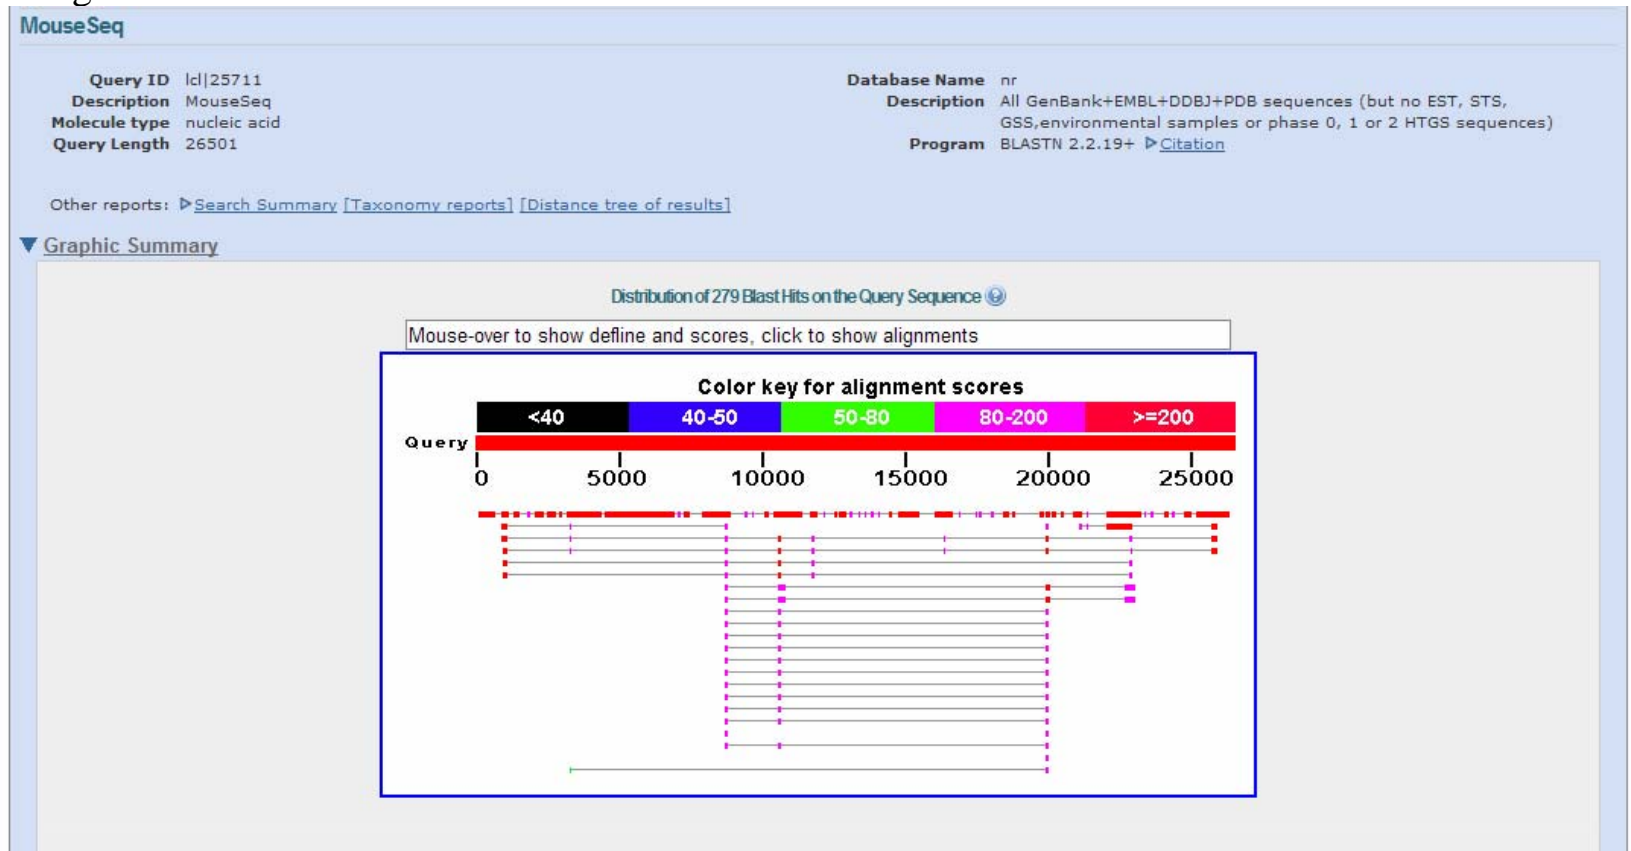 MouseSeq
Query ID lcl|25711
Description MouseSeq
Molecule type nucleic acid
Query Length 26501
Database Name nr
Description All GenBank+EMBL+DDBJ+PDB sequences (but no EST, STS,
GSS,environmental samples or phase 0, 1 or 2 HTGS sequences)
Program BLASTN 2.2.19+ Citation
Other reports: Search Summary [Taxonomy reports] [Distance tree of results]
Graphic Summary
Distribution of 279 Blast Hits on the Query Sequence
Mouse-over to show defline and scores, click to show alignments
Color key for alignment scores
<40 40-50 50-80 80-200 >=200
Query
0 5000 10000 15000 20000 25000